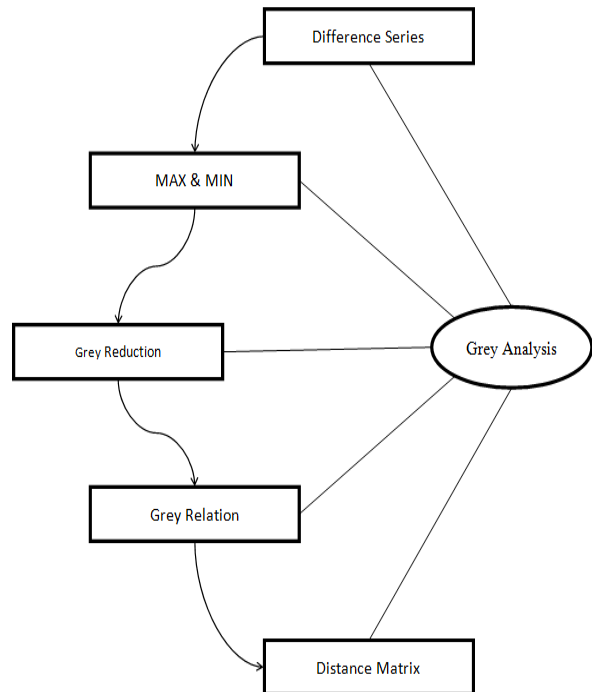 Difference Series
MAX & MIN
Grey Reduction
Grey Analysis
Grey Relation
Distance Matrix